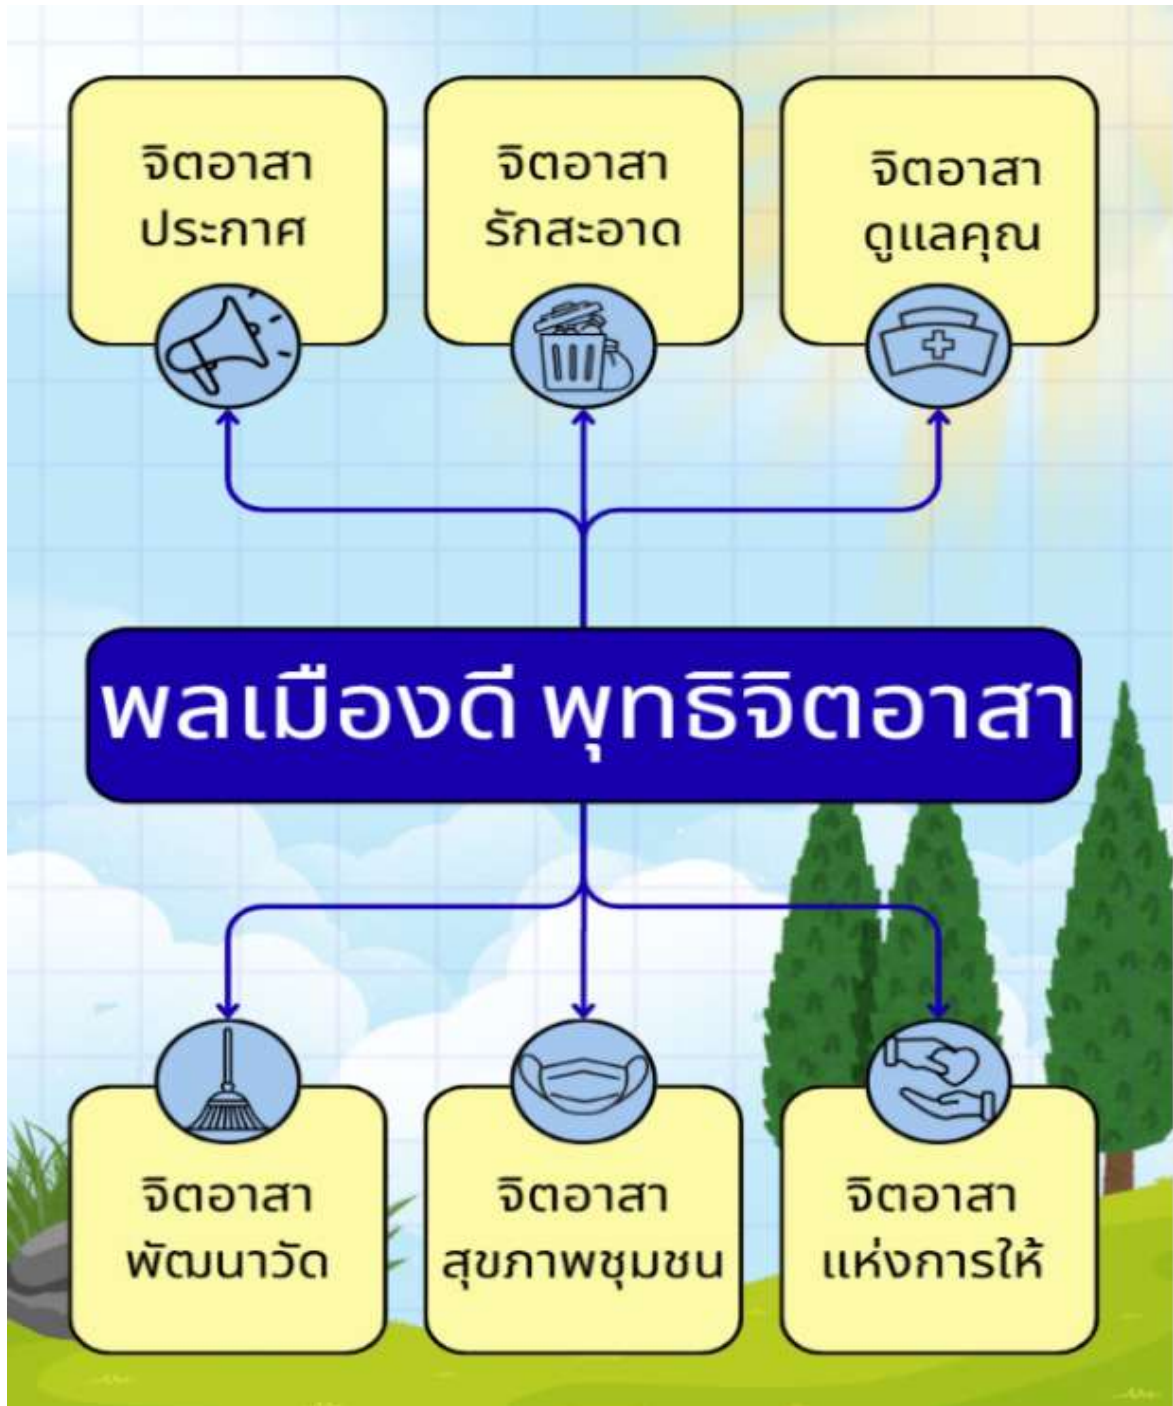 จิตอาสา
ประกาศ
จิตอาสา
รักสะอาด
จิตอาสา
ดูแลคุณ
พลเมืองดี พุทธิจิตอาสา
จิตอาสา
พัฒนาวัด
จิตอาสา
สุขภาพชุมชน
จิตอาสา
แห่งการให้